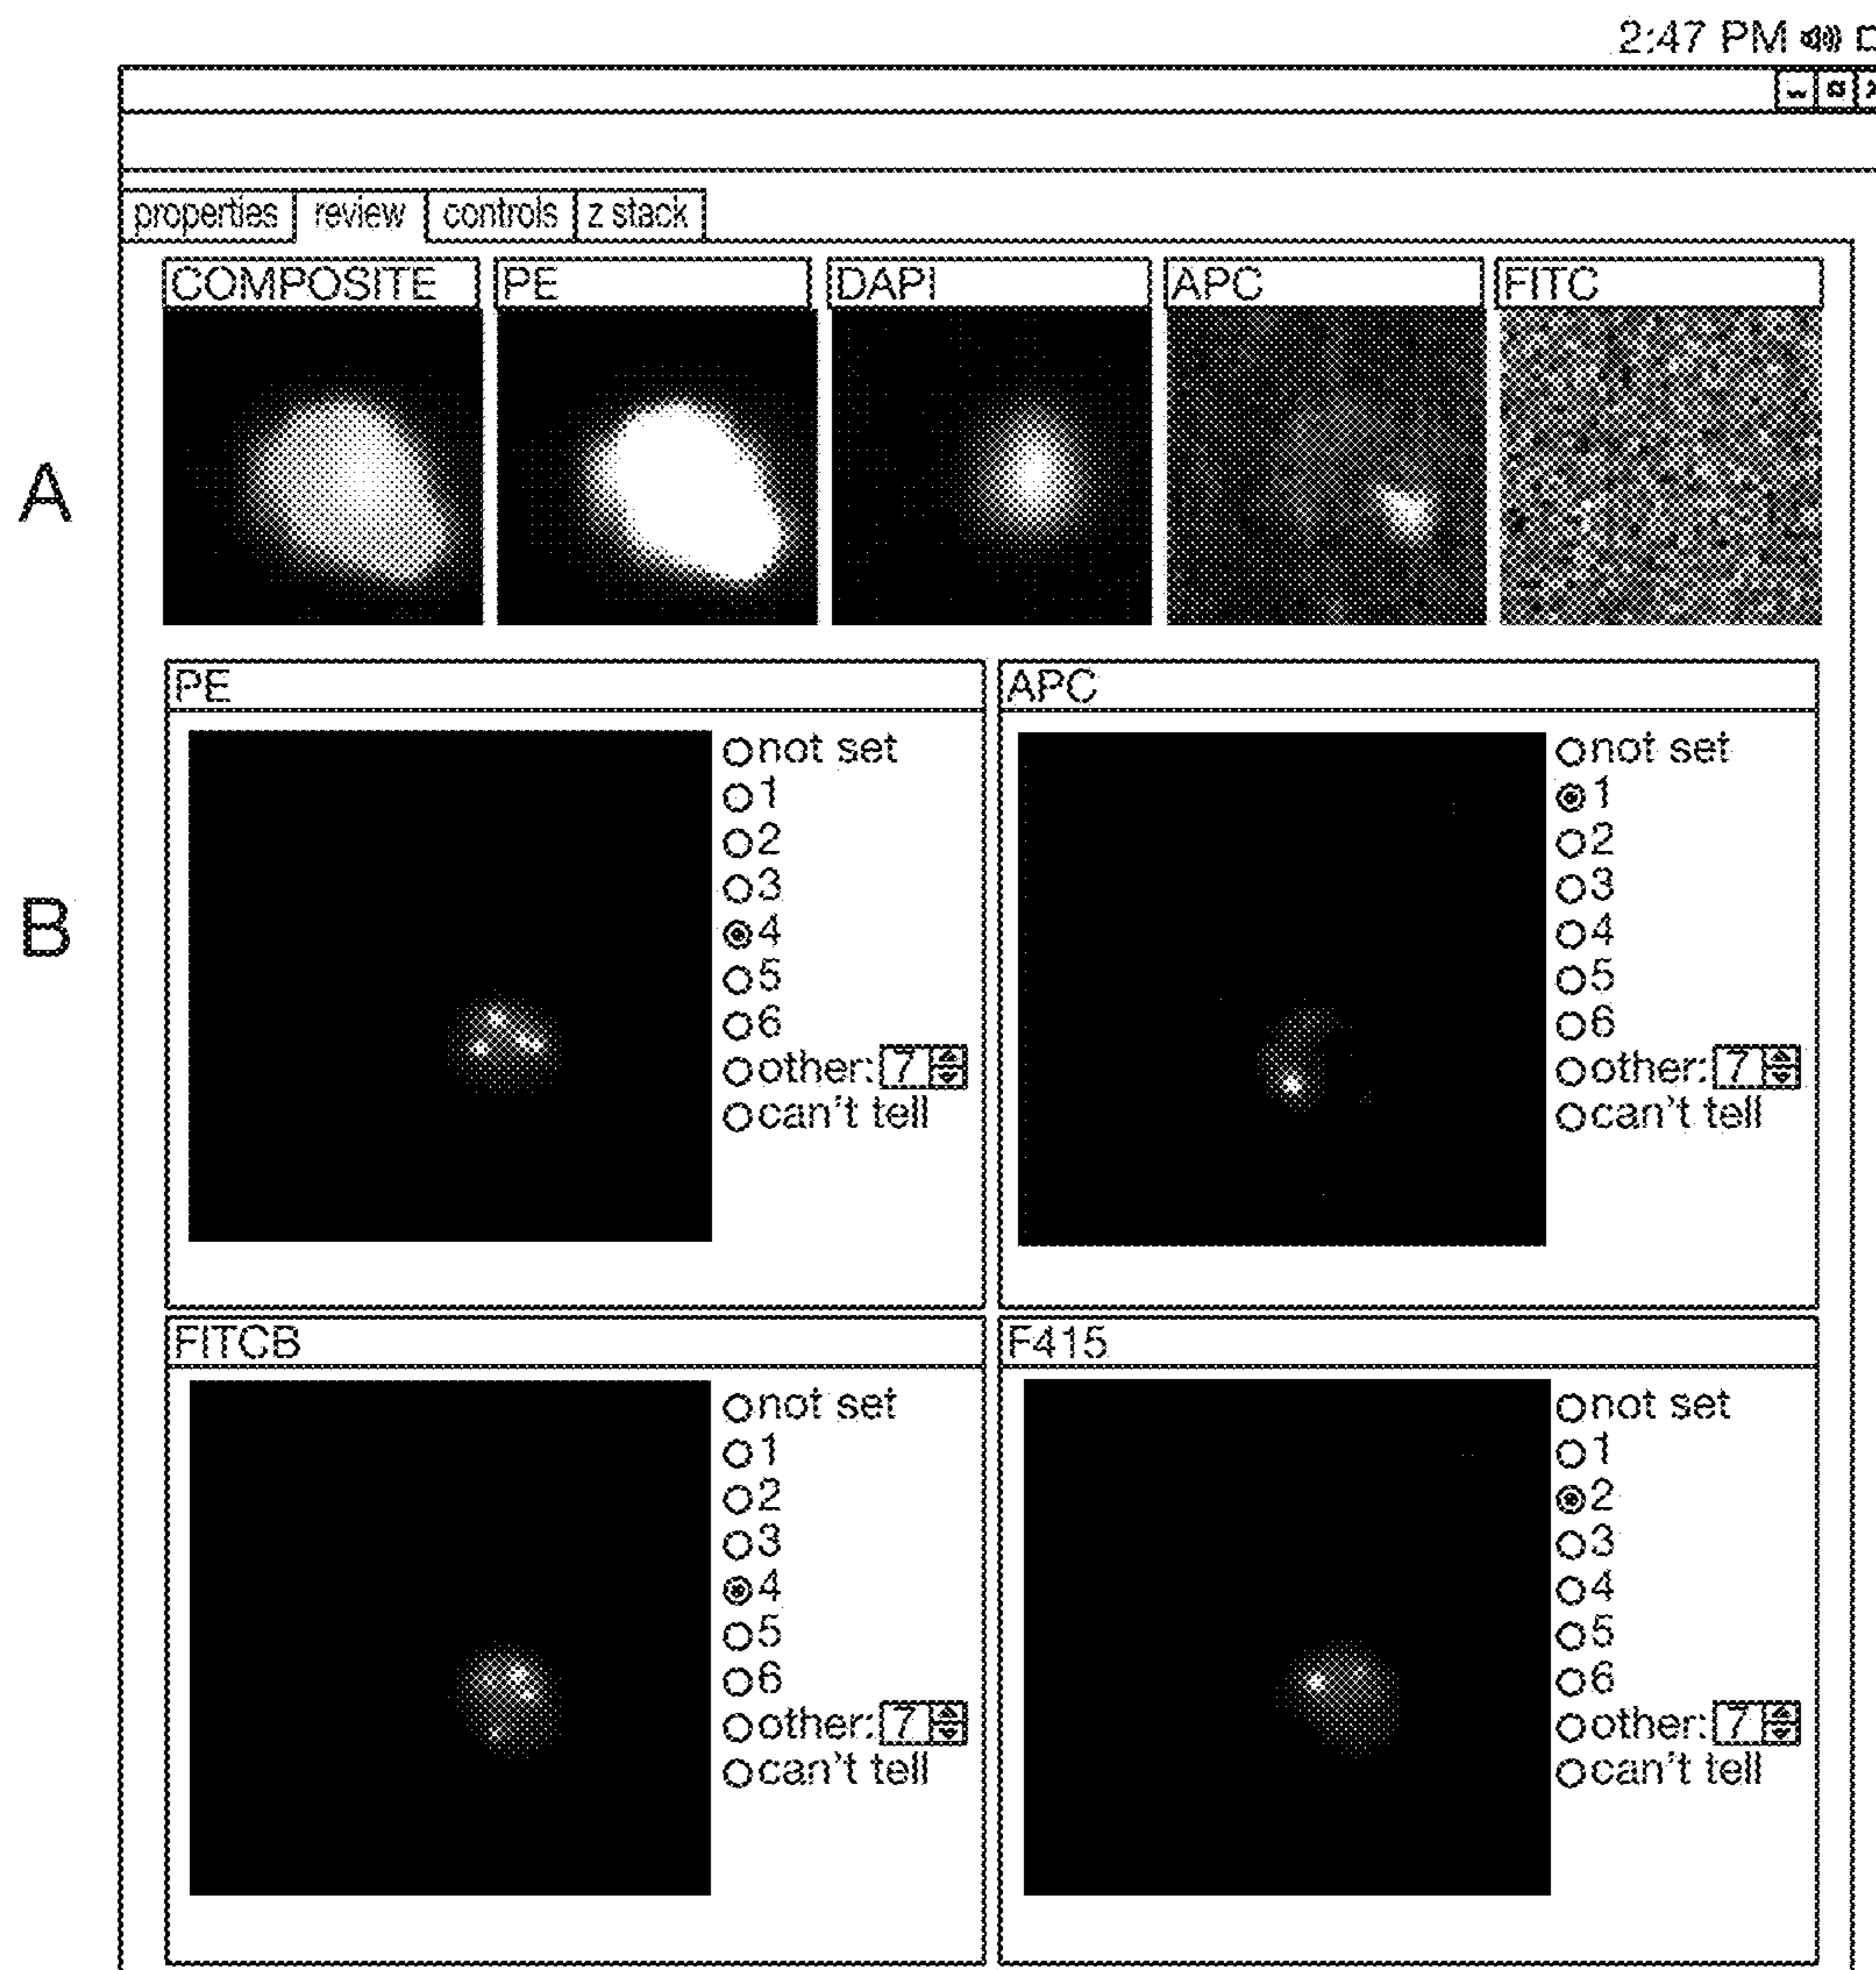 2:47 PM
properties review controls z stack
COMPOSITE PE DAPI APC FITC
A
PE
not set
1
2
3
4
5
6
other: 7
can't tell
APC
not set
1
2
3
4
5
6
other: 7
can't tell
B
FITCB
not set
1
2
3
4
5
6
other: 7
can't tell
F415
not set
1
2
3
4
5
6
other: 7
can't tell